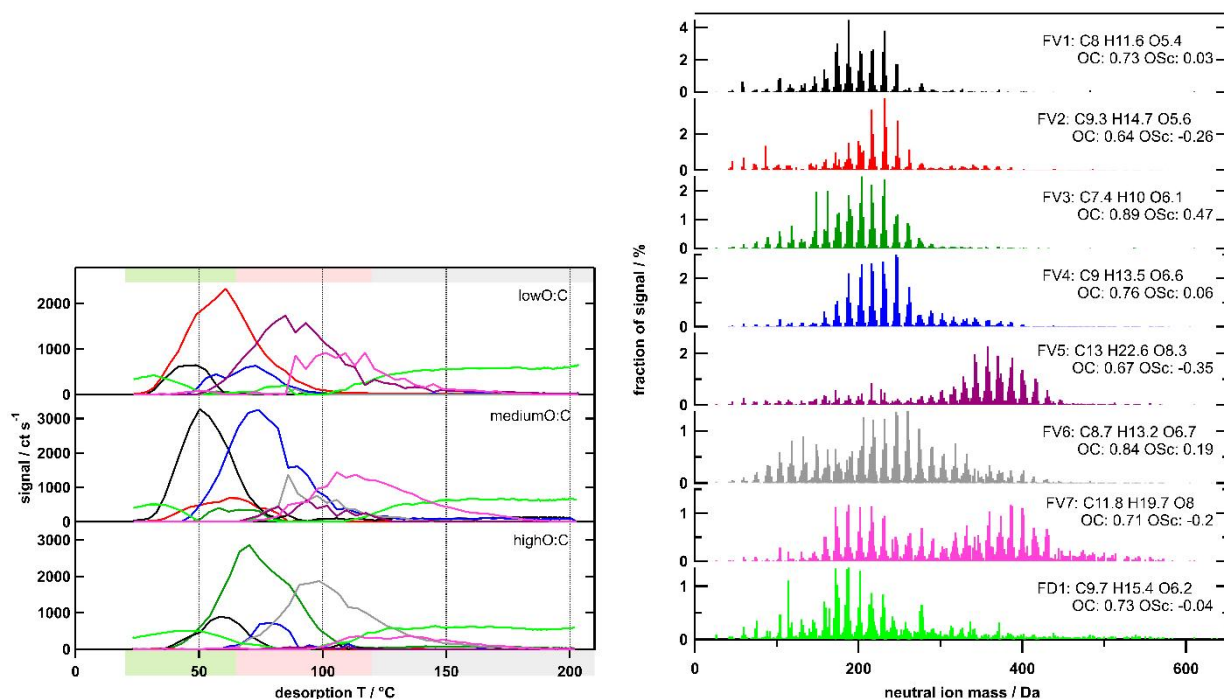 lowO:C
2000
1000
0
mediumO:C
3000
2000
1000
0
highO:C
3000
2000
1000
0
signal / ct s-1
0 50 100 150 200
desorption T / °C
4
2
0
FV1: C8 H11.6 O5.4
OC: 0.73 OSc: 0.03
2
0
FV2: C9.3 H14.7 O5.6
OC: 0.64 OSc: -0.26
2
1
0
FV3: C7.4 H10 O6.1
OC: 0.89 OSc: 0.47
2
1
0
FV4: C9 H13.5 O6.6
OC: 0.76 OSc: 0.06
2
1
0
FV5: C13 H22.6 O8.3
OC: 0.67 OSc: -0.35
1
0
FV6: C8.7 H13.2 O6.7
OC: 0.84 OSc: 0.19
1
0
FV7: C11.8 H19.7 O8
OC: 0.71 OSc: -0.2
1
0
FD1: C9.7 H15.4 O6.2
OC: 0.73 OSc: -0.04
fraction of signal / %
0 200 400 600
neutral ion mass / Da